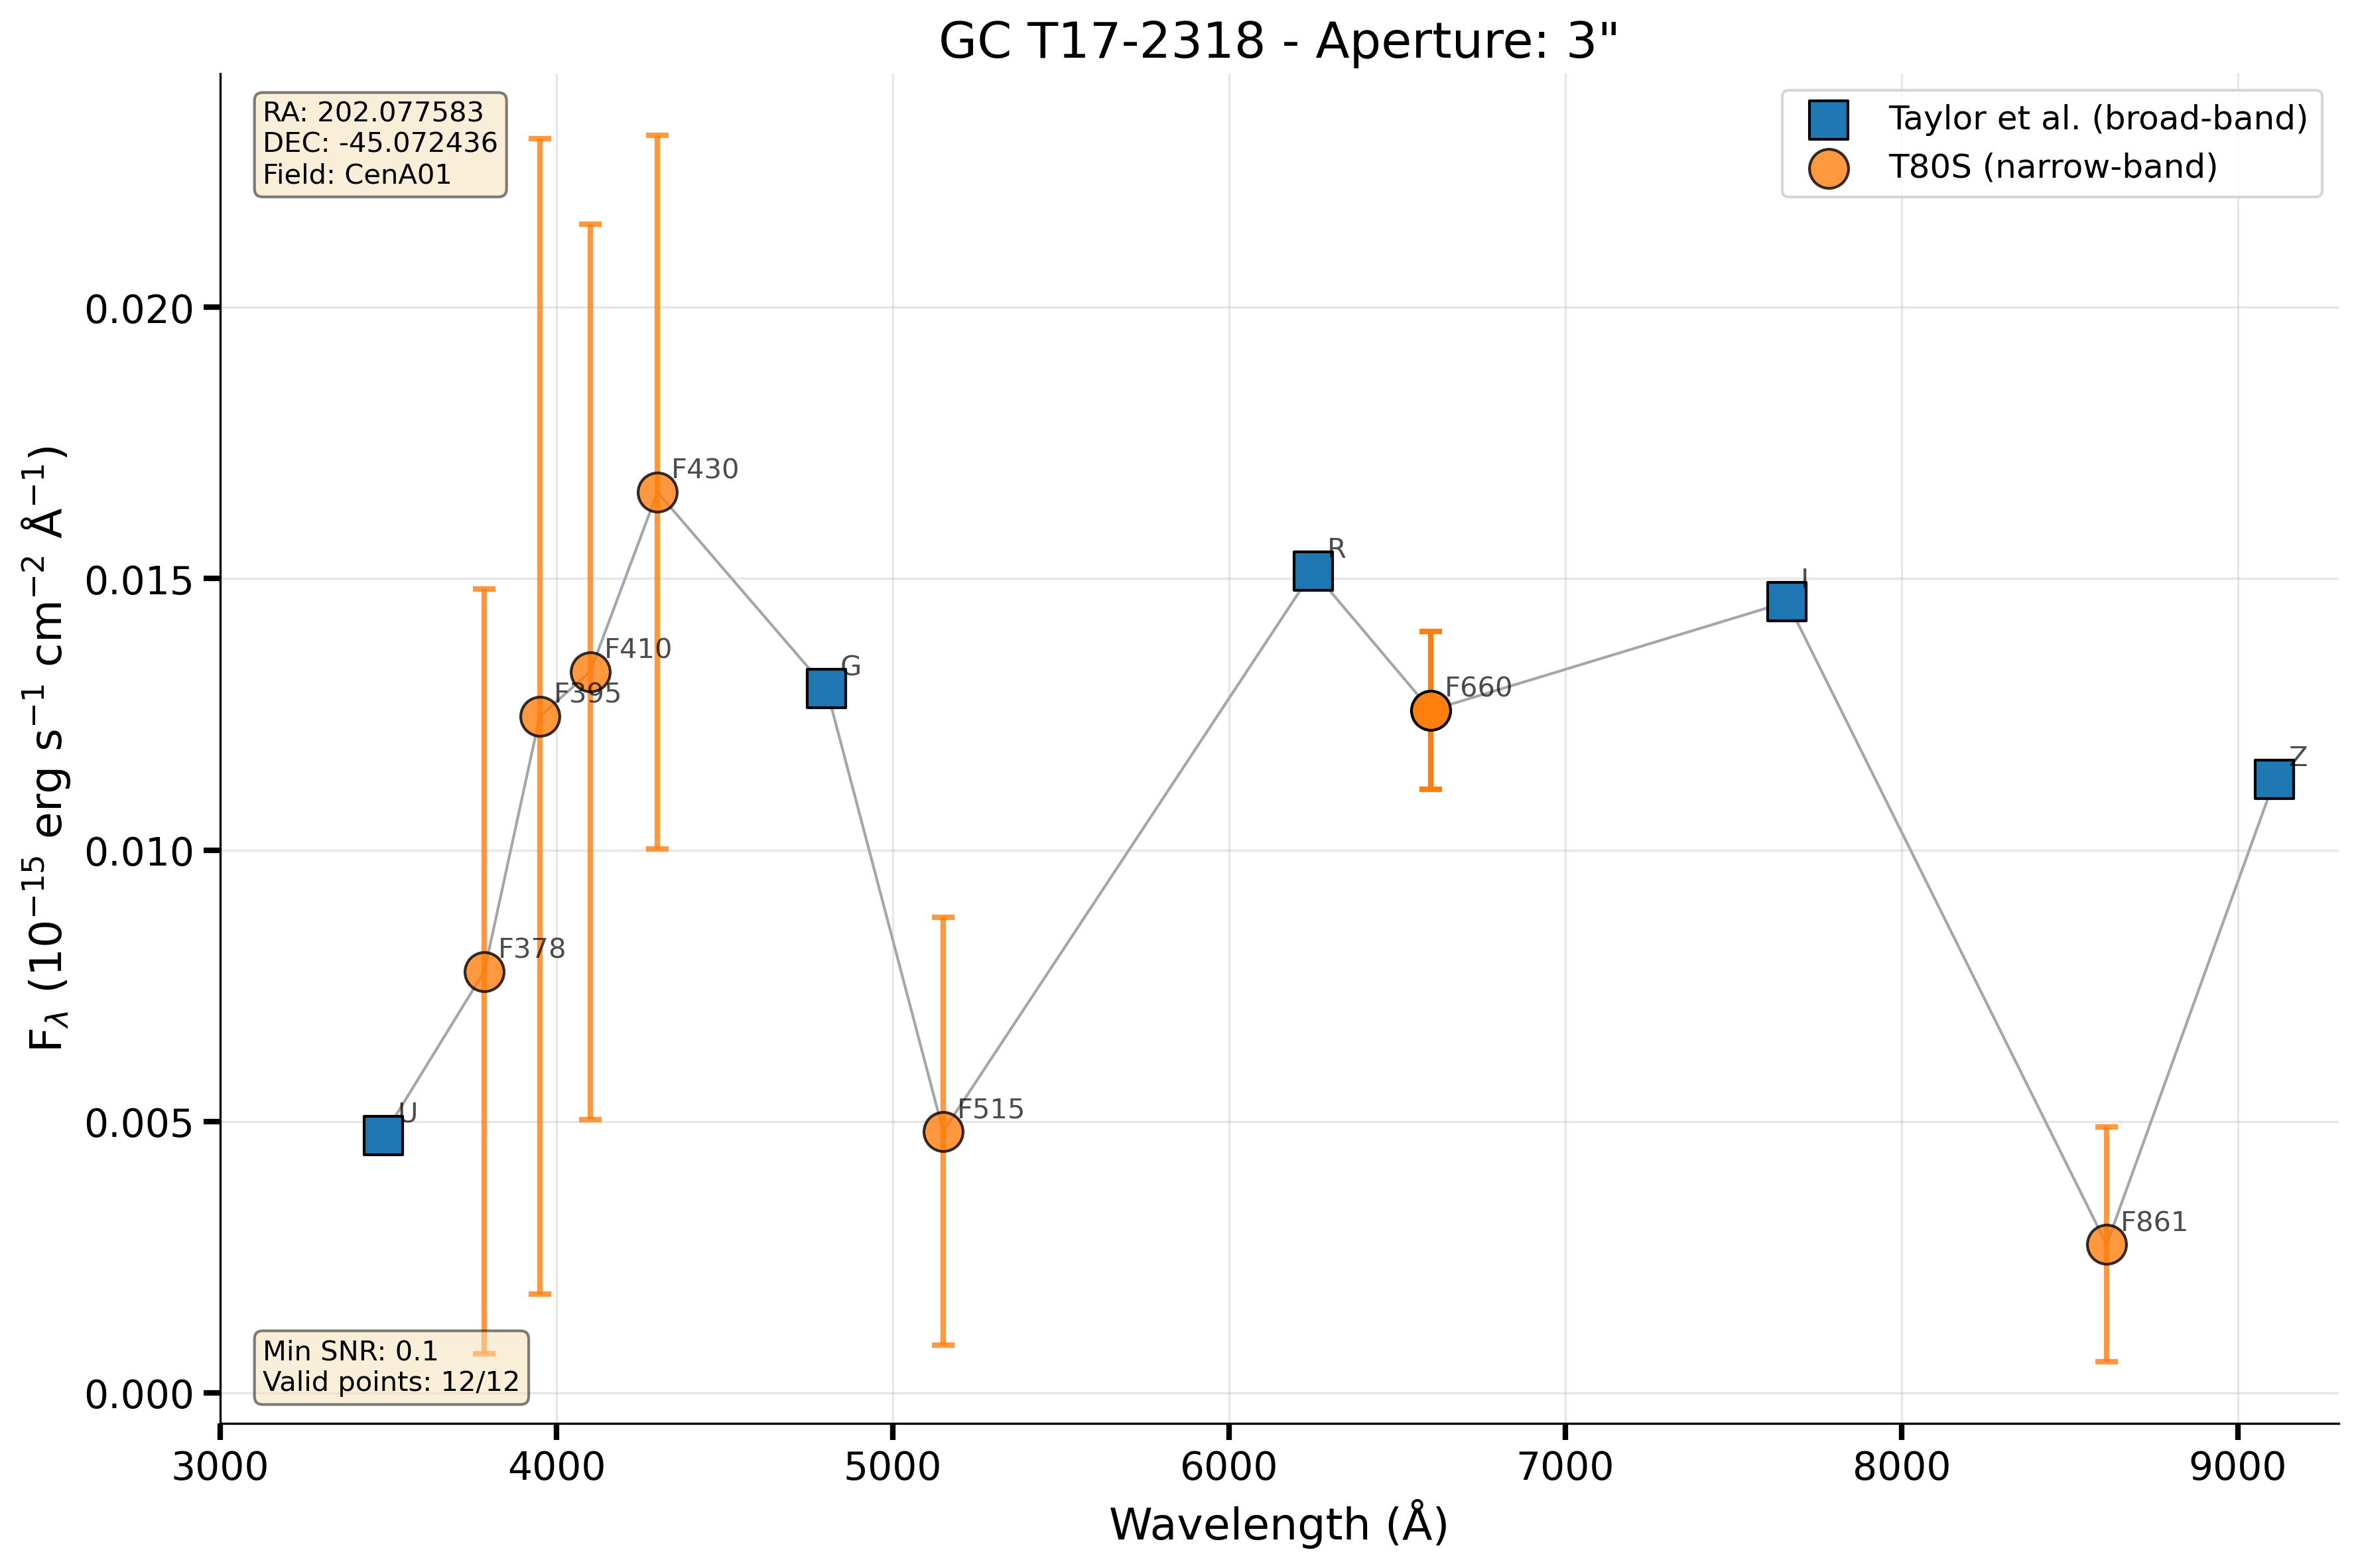 GC T17-2318 - Aperture: 3"
RA: 202.077583
DEC: -45.072436
Field: CenA01
Taylor et al. (broad-band)
T80S (narrow-band)
F430
R
I
F410
G
F395
F660
Z
F378
U
F515
F861
Min SNR: 0.1
Valid points: 12/12
0.020
0.015
0.010
0.005
0.000
F_λ (10⁻¹⁵ erg s⁻¹ cm⁻² Å⁻¹)
3000 4000 5000 6000 7000 8000 9000
Wavelength (Å)